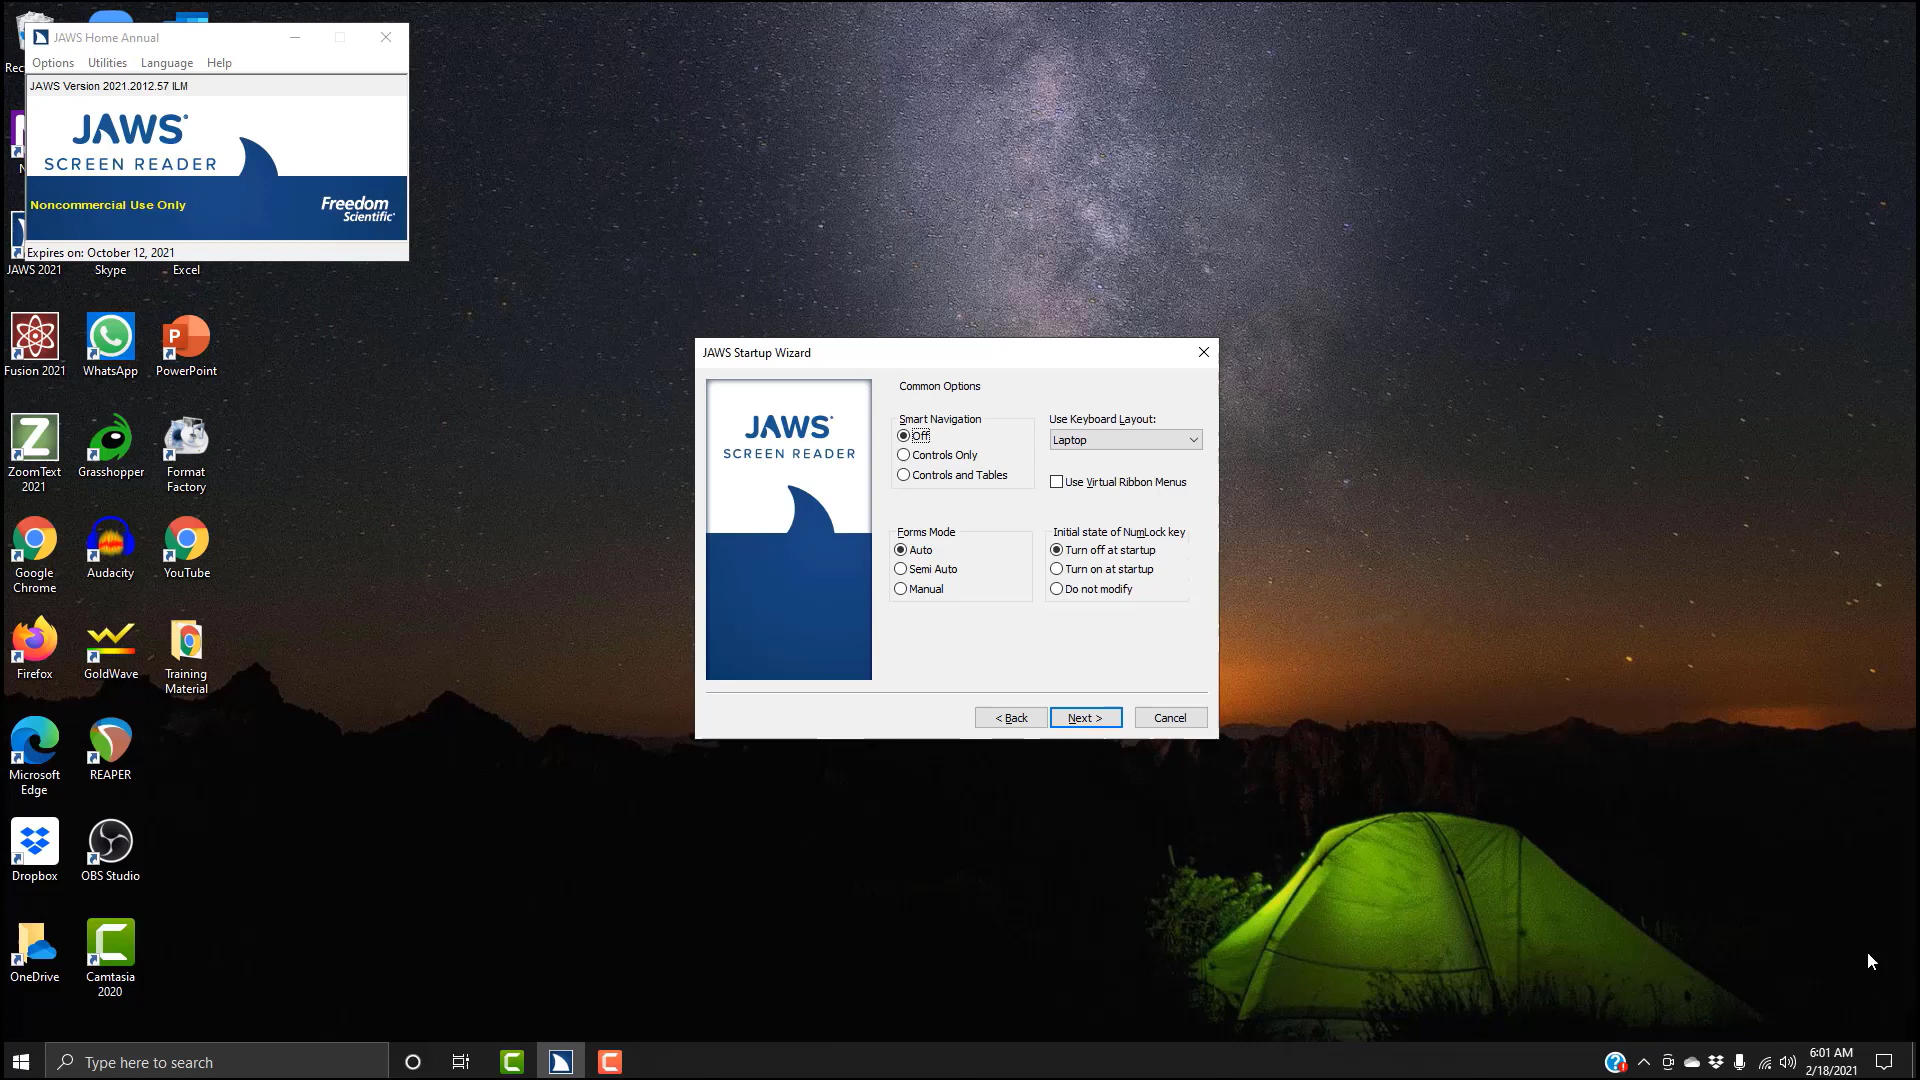 JAWS Home Annual
Options Utilities Language Help
JAWS Version 2021.2012.57 ILM
JAWS
SCREEN READER
Noncommercial Use Only
Freedom
Scientific
Expires on: October 12, 2021
JAWS 2021
Skype
Excel
Fusion 2021
WhatsApp
PowerPoint
ZoomText
2021
Grasshopper
Format
Factory
Google
Chrome
Audacity
YouTube
Firefox
GoldWave
Training
Material
Microsoft
Edge
REAPER
Dropbox
OBS Studio
OneDrive
Camtasia
2020
JAWS Startup Wizard
JAWS
SCREEN READER
Common Options
Smart Navigation
Off
Controls Only
Controls and Tables
Use Keyboard Layout:
Laptop
Use Virtual Ribbon Menus
Forms Mode
Auto
Semi Auto
Manual
Initial state of NumLock key
Turn off at startup
Turn on at startup
Do not modify
< Back
Next >
Cancel
Type here to search
6:01 AM
2/18/2021